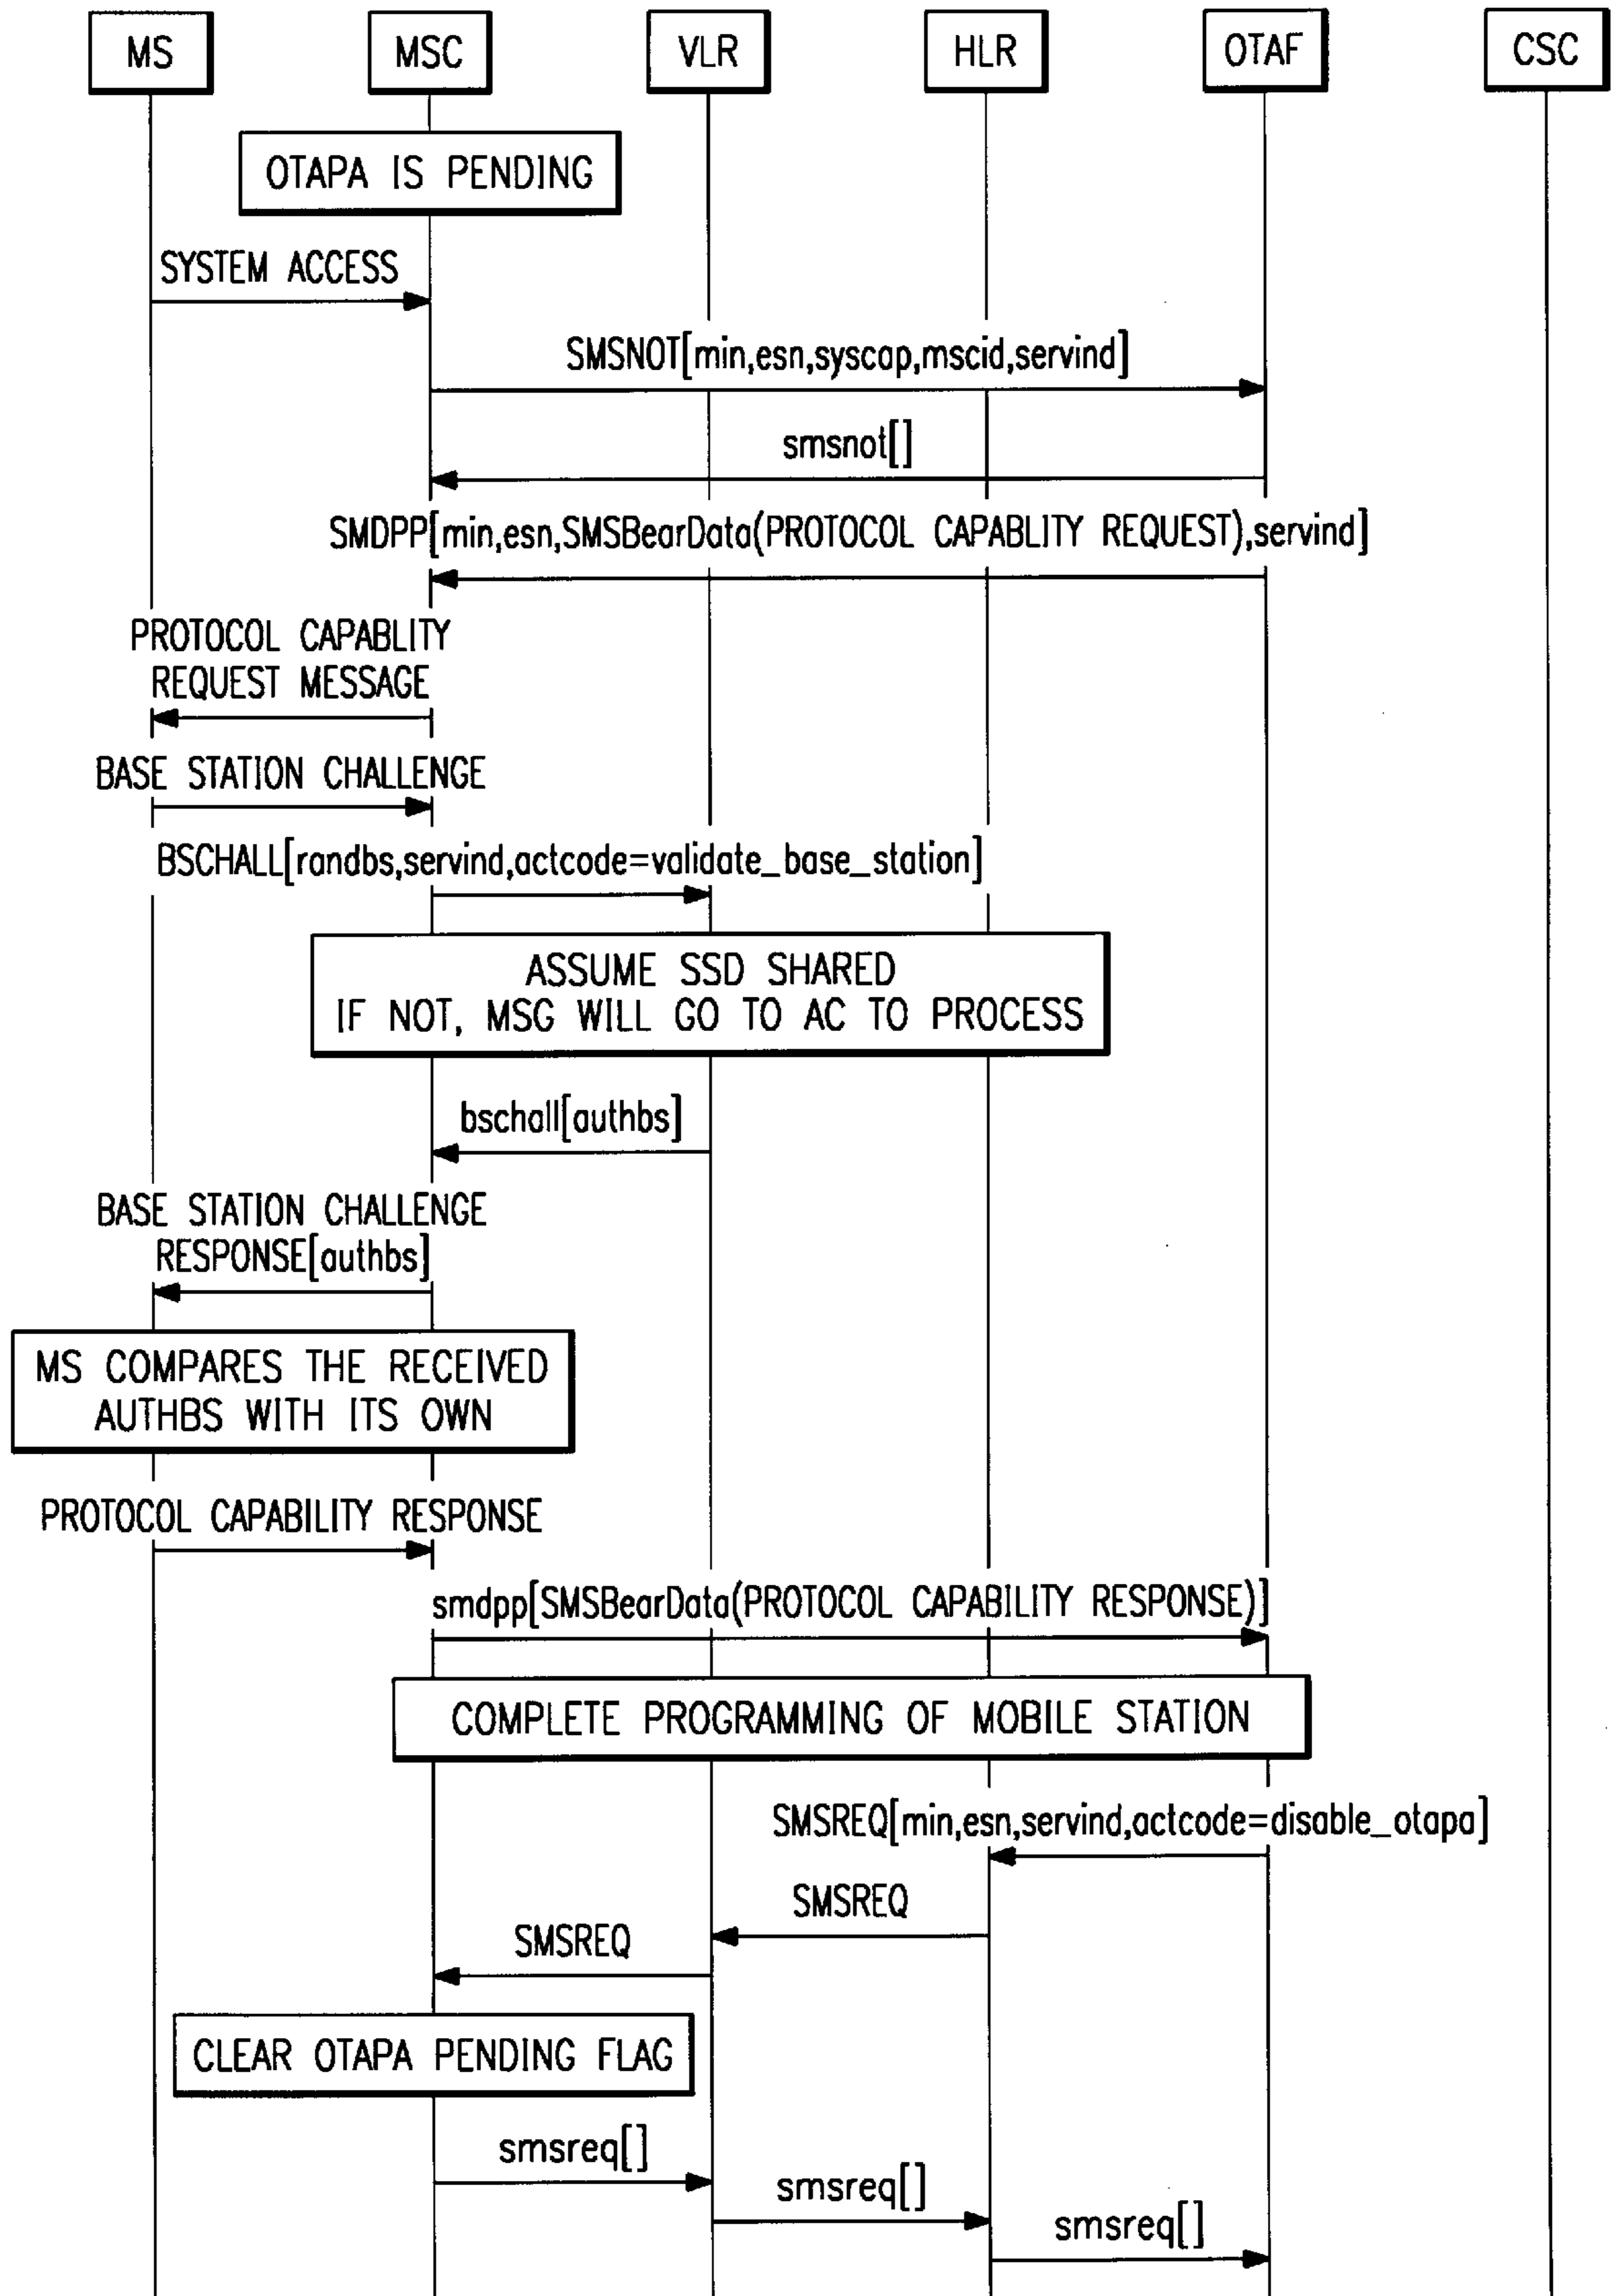 MS
MSC
VLR
HLR
OTAF
CSC
OTAPA IS PENDING
SYSTEM ACCESS
SMSNOT[min,esn,syscap,mscid,servind]
smsnot[]
SMDPP[min,esn,SMSBearData(PROTOCOL CAPABLITY REQUEST),servind]
PROTOCOL CAPABLITY
REQUEST MESSAGE
BASE STATION CHALLENGE
BSCHALL[randbs,servind,actcode=validate_base_station]
ASSUME SSD SHARED
IF NOT, MSG WILL GO TO AC TO PROCESS
bschall[authbs]
BASE STATION CHALLENGE
RESPONSE[authbs]
MS COMPARES THE RECEIVED
AUTHBS WITH ITS OWN
PROTOCOL CAPABILITY RESPONSE
smdpp[SMSBearData(PROTOCOL CAPABILITY RESPONSE)]
COMPLETE PROGRAMMING OF MOBILE STATION
SMSREQ[min,esn,servind,actcode=disable_otapa]
SMSREQ
SMSREQ
CLEAR OTAPA PENDING FLAG
smsreq[]
smsreq[]
smsreq[]